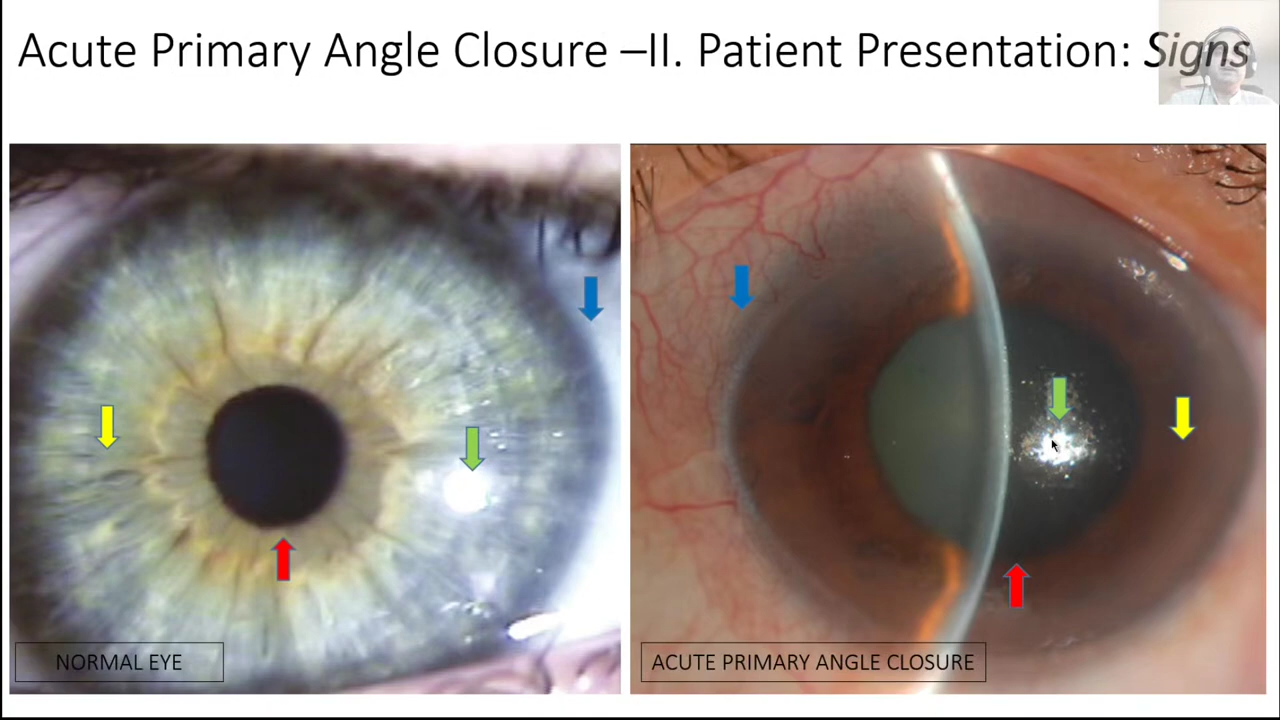 Acute Primary Angle Closure –II. Patient Presentation: Signs
NORMAL EYE
ACUTE PRIMARY ANGLE CLOSURE